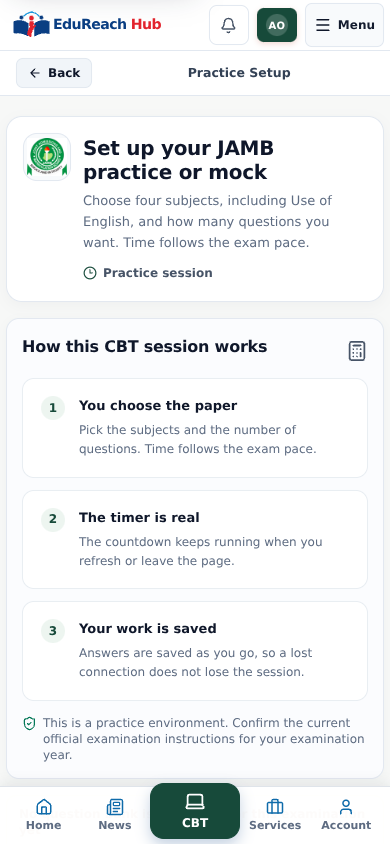 EduReach Hub
AO
Menu
Back
Practice Setup
Set up your JAMB
practice or mock
Choose four subjects, including Use of
English, and how many questions you
want. Time follows the exam pace.
Practice session
How this CBT session works
1
You choose the paper
Pick the subjects and the number of
questions. Time follows the exam pace.
2
The timer is real
The countdown keeps running when you
refresh or leave the page.
3
Your work is saved
Answers are saved as you go, so a lost
connection does not lose the session.
This is a practice environment. Confirm the current
official examination instructions for your examination
year.
Home
News
CBT
Services
Account